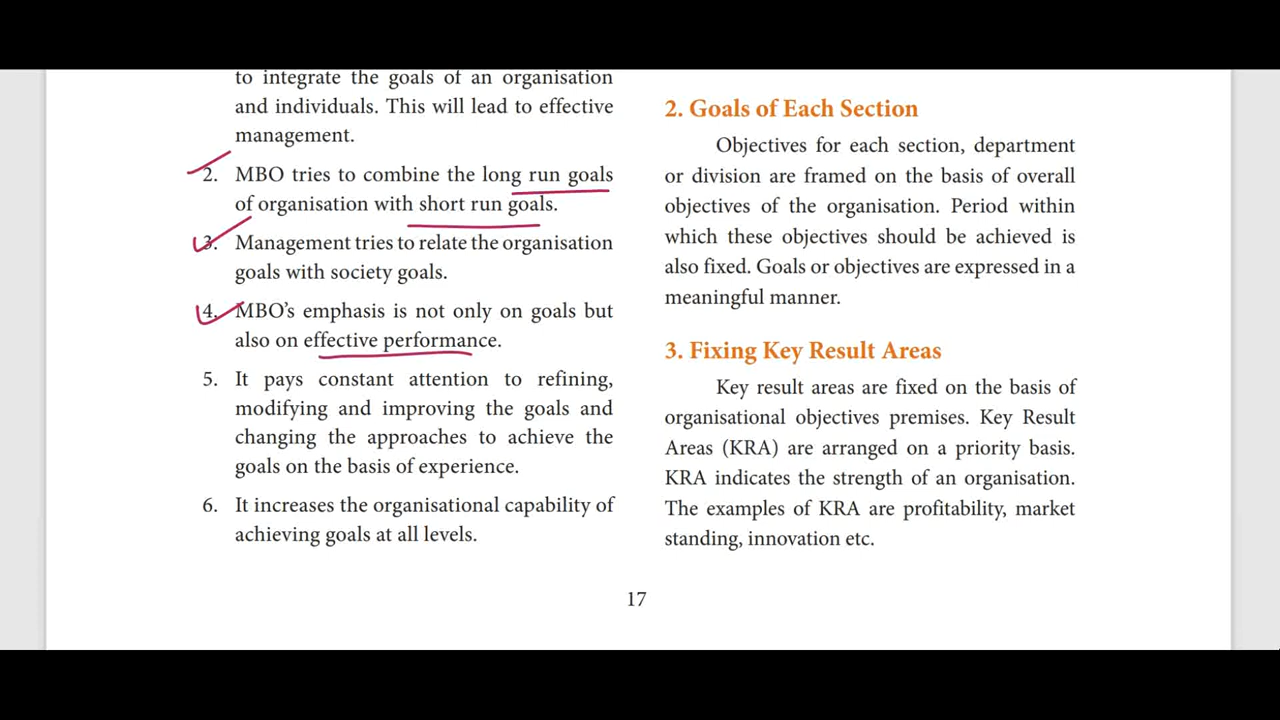 to integrate the goals of an organisation
and individuals. This will lead to effective
management.
2. MBO tries to combine the long run goals
of organisation with short run goals.
3. Management tries to relate the organisation
goals with society goals.
4. MBO's emphasis is not only on goals but
also on effective performance.
5. It pays constant attention to refining,
modifying and improving the goals and
changing the approaches to achieve the
goals on the basis of experience.
6. It increases the organisational capability of
achieving goals at all levels.
2. Goals of Each Section
Objectives for each section, department
or division are framed on the basis of overall
objectives of the organisation. Period within
which these objectives should be achieved is
also fixed. Goals or objectives are expressed in a
meaningful manner.
3. Fixing Key Result Areas
Key result areas are fixed on the basis of
organisational objectives premises. Key Result
Areas (KRA) are arranged on a priority basis.
KRA indicates the strength of an organisation.
The examples of KRA are profitability, market
standing, innovation etc.
17